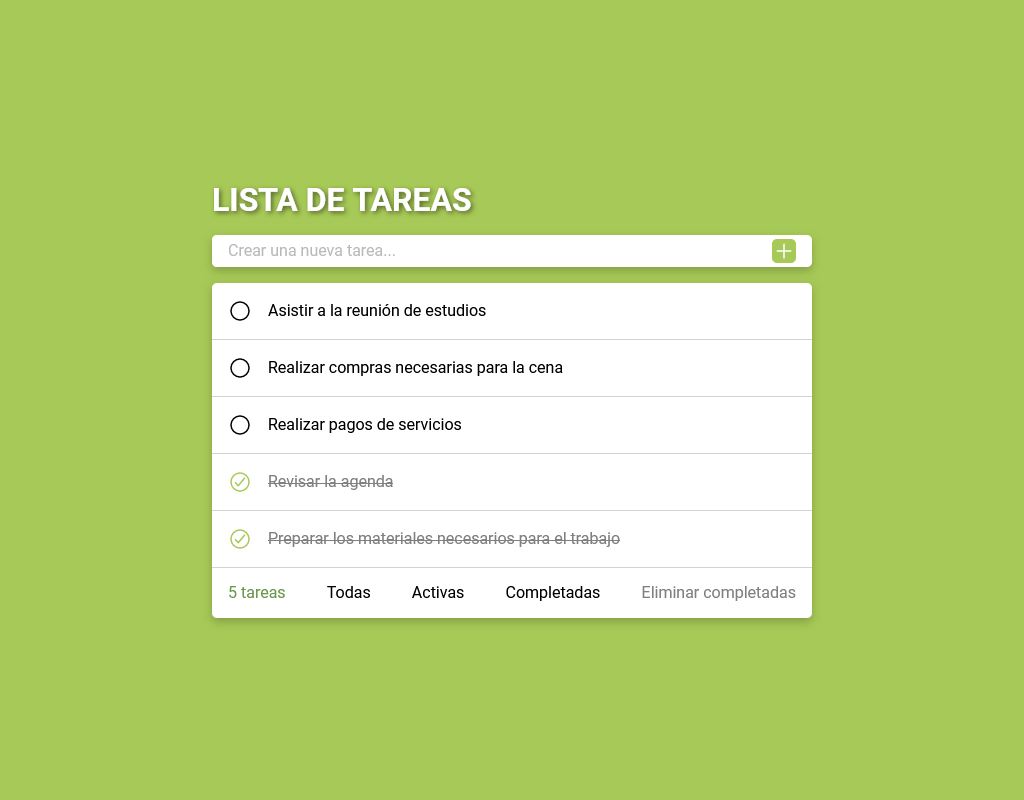 LISTA DE TAREAS
Crear una nueva tarea...
Asistir a la reunión de estudios
Realizar compras necesarias para la cena
Realizar pagos de servicios
Revisar la agenda
Preparar los materiales necesarios para el trabajo
5 tareas Todas Activas Completadas Eliminar completadas